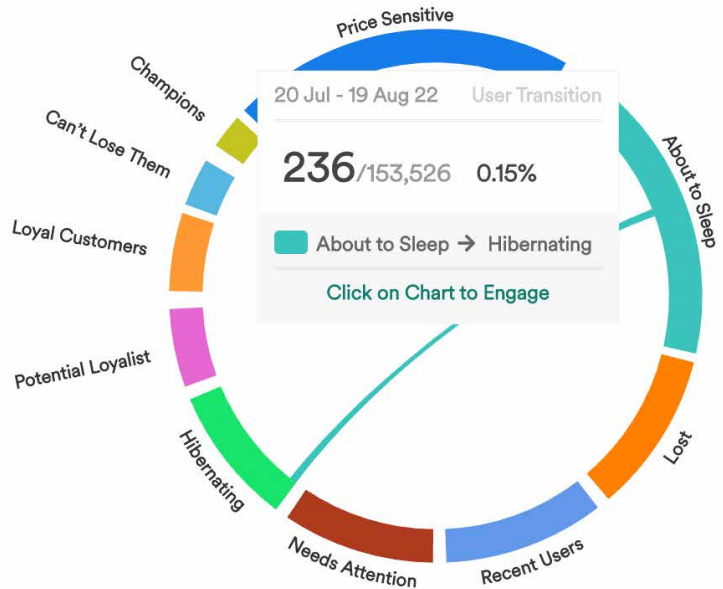 Price Sensitive
Champions
Can't Lose Them
Loyal Customers
Potential Loyalist
Hibernating
Needs Attention
Recent Users
Lost
About to Sleep
20 Jul - 19 Aug 22 User Transition
236/153,526 0.15%
About to Sleep → Hibernating
Click on Chart to Engage